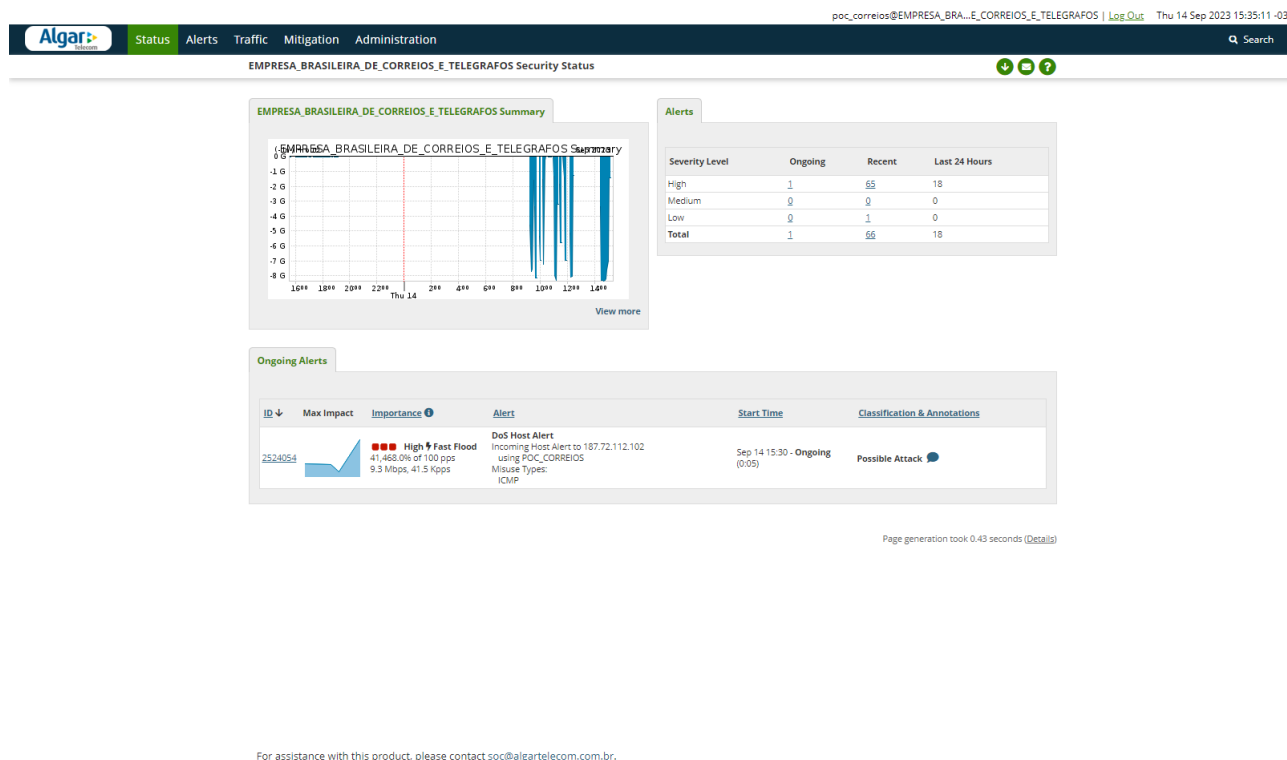 poc_correios@EMPRESA_BRA...E_CORREIOS_E_TELEGRAFOS | Log Out Thu 14 Sep 2023 15:35:11 -03
Algar Telecom
Status Alerts Traffic Mitigation Administration Search
EMPRESA_BRASILEIRA_DE_CORREIOS_E_TELEGRAFOS Security Status
EMPRESA_BRASILEIRA_DE_CORREIOS_E_TELEGRAFOS Summary
EMPRESA_BRASILEIRA_DE_CORREIOS_E_TELEGRAFOS Summary
0 G
-1 G
-2 G
-3 G
-4 G
-5 G
-6 G
-7 G
-8 G
16⁰⁰ 18⁰⁰ 20⁰⁰ 22⁰⁰ 2⁰⁰ 4⁰⁰ 6⁰⁰ 8⁰⁰ 10⁰⁰ 12⁰⁰ 14⁰⁰
Thu 14
View more
Alerts
Severity Level Ongoing Recent Last 24 Hours
High 1 65 18
Medium 0 0 0
Low 0 1 0
Total 1 66 18
Ongoing Alerts
ID Max Impact Importance Alert Start Time Classification & Annotations
2524054
High Fast Flood
41,468.0% of 100 pps
9.3 Mbps, 41.5 Kpps
DoS Host Alert
Incoming Host Alert to 187.72.112.102
using POC_CORREIOS
Misuse Types:
ICMP
Sep 14 15:30 - Ongoing
(0:05)
Possible Attack
Page generation took 0.43 seconds (Details)
For assistance with this product, please contact soc@algartelecom.com.br.